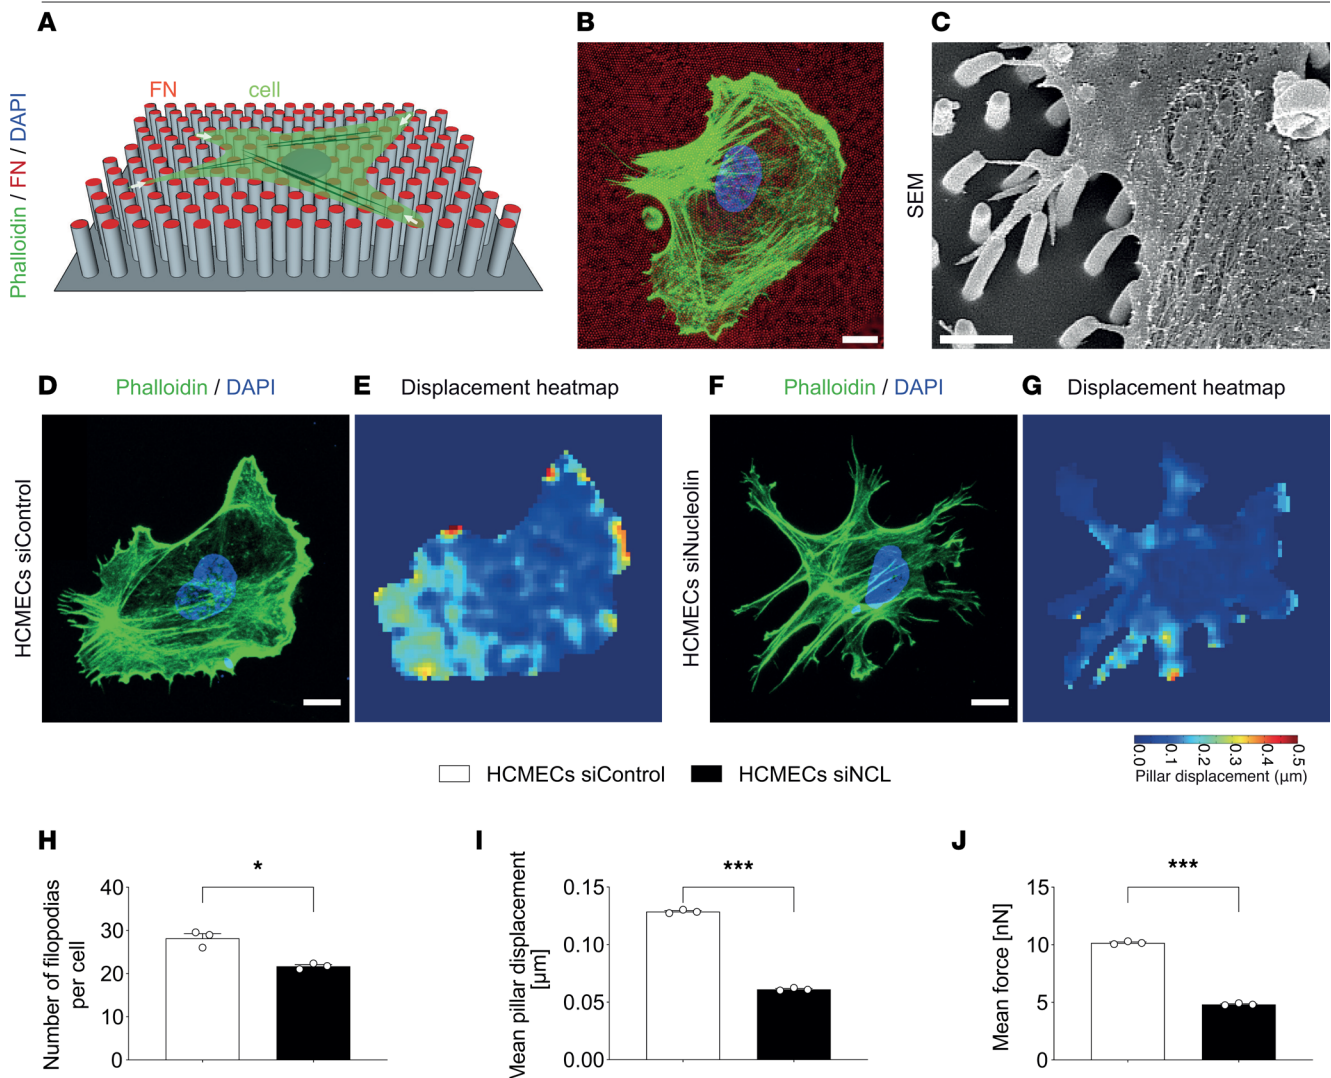 A
B
C
Phalloidin / FN / DAPI
FN
cell
SEM
D
Phalloidin / DAPI
E
Displacement heatmap
F
Phalloidin / DAPI
G
Displacement heatmap
HCMECs siControl
HCMECs siNucleolin
0.0
0.1
0.2
0.3
0.4
0.5
Pillar displacement (µm)
HCMECs siControl
HCMECs siNCL
H
Number of filopodias
per cell
40
30
20
10
0
*
I
Mean pillar displacement
[µm]
0.15
0.10
0.05
0.00
***
J
Mean force [nN]
15
10
5
0
***